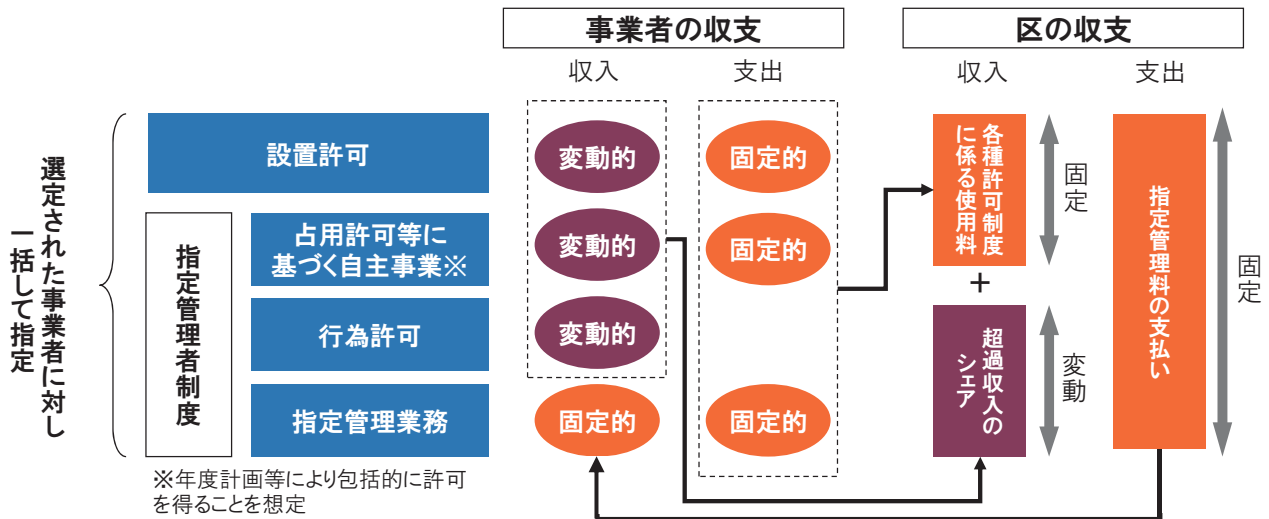 事業者の収支
区の収支
収入
支出
収入
支出
選定された事業者に対し
一括して指定
設置許可
変動的
固定的
指定管理者制度
占用許可等に
基づく自主事業※
変動的
固定的
行為許可
変動的
指定管理業務
固定的
固定的
※年度計画等により包括的に許可
を得ることを想定
各種許可制度
に係る使用料
固定
+
超過収入の
シェア
変動
指定管理料の支払い
固定